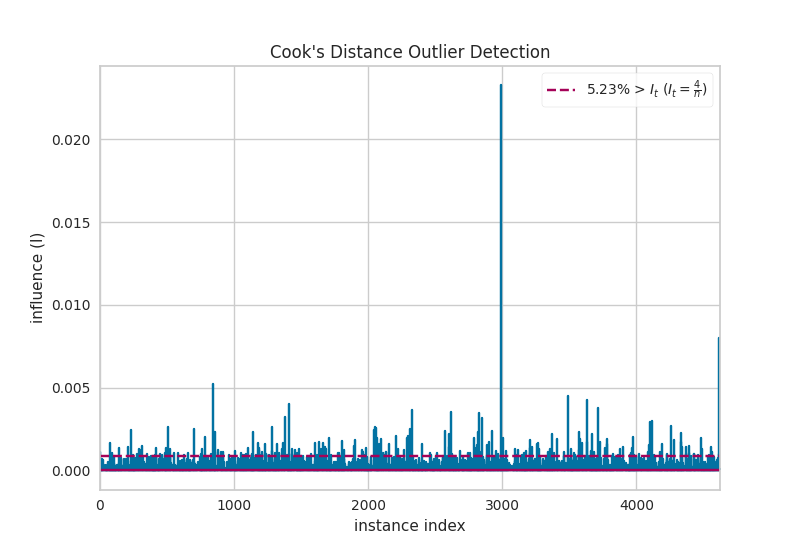 Cook's Distance Outlier Detection
5.23% > I_t (I_t = 4/n)
0.020
0.015
0.010
0.005
0.000
influence (I)
0 1000 2000 3000 4000
instance index